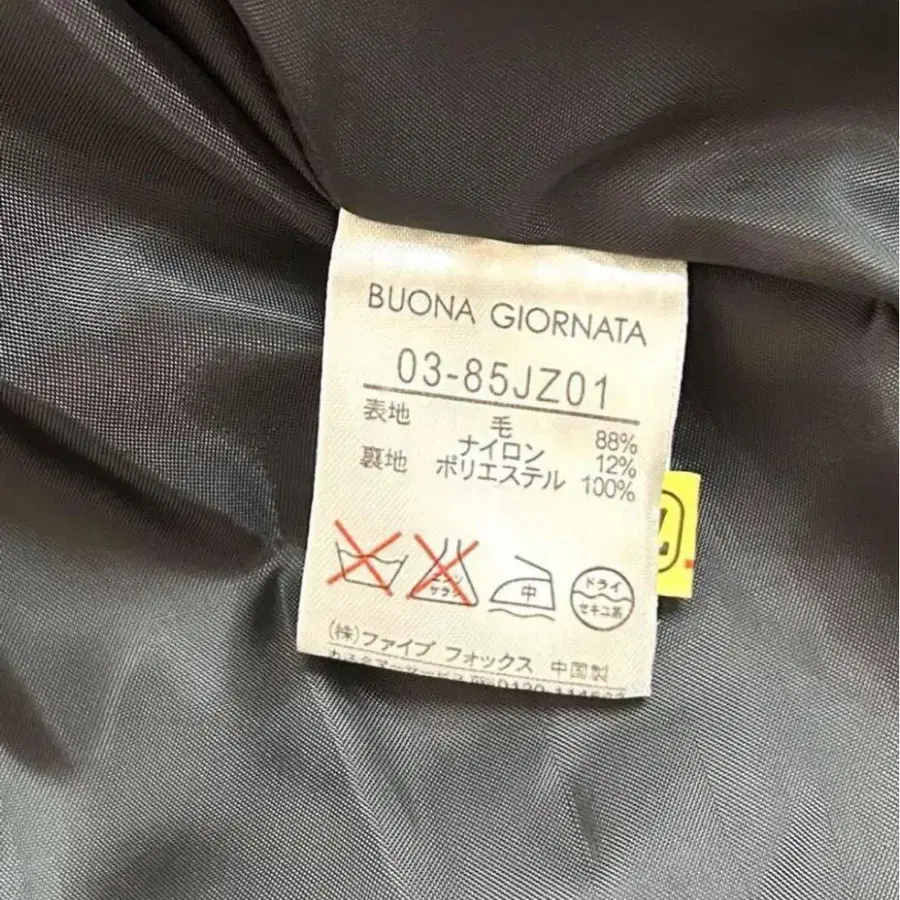 BUONA GIORNATA
03-85JZ01
表地 毛 88%
ナイロン 12%
裏地 ポリエステル 100%
中
ドライ
セキユ系
(株)ファイブ フォックス 中国製